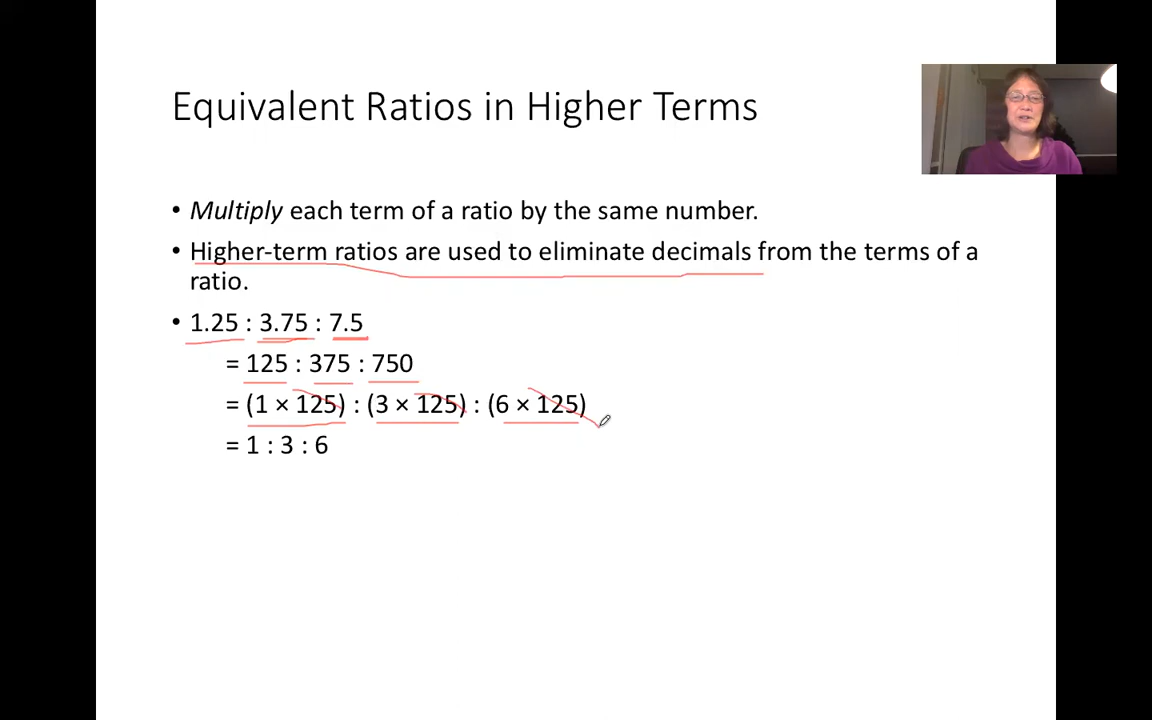 Equivalent Ratios in Higher Terms
• Multiply each term of a ratio by the same number.
• Higher-term ratios are used to eliminate decimals from the terms of a
ratio.
• 1.25 : 3.75 : 7.5
= 125 : 375 : 750
= (1 × 125) : (3 × 125) : (6 × 125)
= 1 : 3 : 6